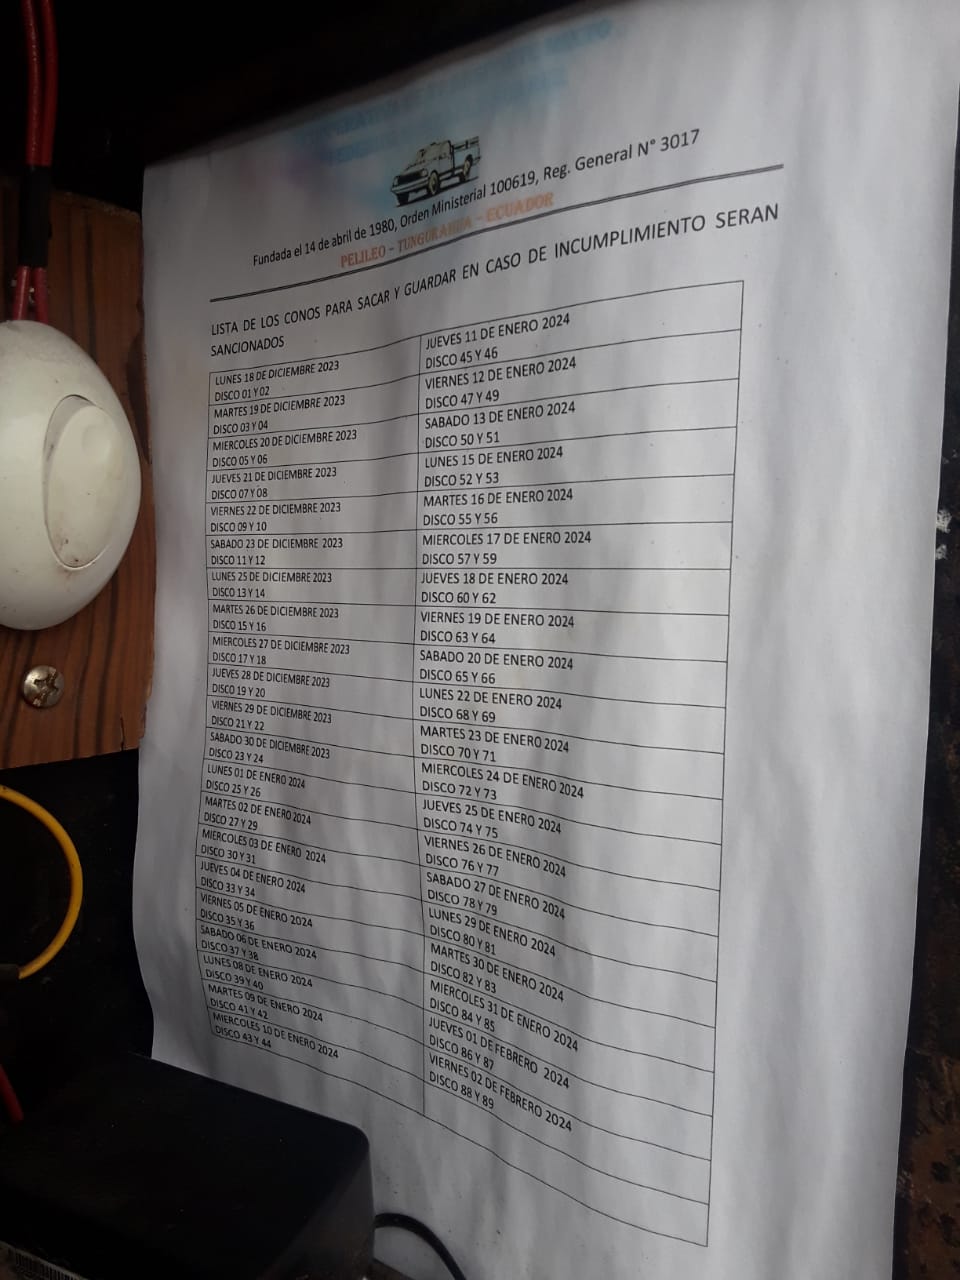 Fundada el 14 de abril de 1980, Orden Ministerial 100619, Reg. General N° 3017
PELILEO – TUNGURAHUA – ECUADOR
LISTA DE LOS CONOS PARA SACAR Y GUARDAR EN CASO DE INCUMPLIMIENTO SERAN
SANCIONADOS
LUNES 18 DE DICIEMBRE 2023
DISCO 01 Y 02
MARTES 19 DE DICIEMBRE 2023
DISCO 03 Y 04
MIERCOLES 20 DE DICIEMBRE 2023
DISCO 05 Y 06
JUEVES 21 DE DICIEMBRE 2023
DISCO 07 Y 08
VIERNES 22 DE DICIEMBRE 2023
DISCO 09 Y 10
SABADO 23 DE DICIEMBRE 2023
DISCO 11 Y 12
LUNES 25 DE DICIEMBRE 2023
DISCO 13 Y 14
MARTES 26 DE DICIEMBRE 2023
DISCO 15 Y 16
MIERCOLES 27 DE DICIEMBRE 2023
DISCO 17 Y 18
JUEVES 28 DE DICIEMBRE 2023
DISCO 19 Y 20
VIERNES 29 DE DICIEMBRE 2023
DISCO 21 Y 22
SABADO 30 DE DICIEMBRE 2023
DISCO 23 Y 24
LUNES 01 DE ENERO 2024
DISCO 25 Y 26
MARTES 02 DE ENERO 2024
DISCO 27 Y 29
MIERCOLES 03 DE ENERO 2024
DISCO 30 Y 31
JUEVES 04 DE ENERO 2024
DISCO 33 Y 34
VIERNES 05 DE ENERO 2024
DISCO 35 Y 36
SABADO 06 DE ENERO 2024
DISCO 37 Y 38
LUNES 08 DE ENERO 2024
DISCO 39 Y 40
MARTES 09 DE ENERO 2024
DISCO 41 Y 42
MIERCOLES 10 DE ENERO 2024
DISCO 43 Y 44
JUEVES 11 DE ENERO 2024
DISCO 45 Y 46
VIERNES 12 DE ENERO 2024
DISCO 47 Y 49
SABADO 13 DE ENERO 2024
DISCO 50 Y 51
LUNES 15 DE ENERO 2024
DISCO 52 Y 53
MARTES 16 DE ENERO 2024
DISCO 55 Y 56
MIERCOLES 17 DE ENERO 2024
DISCO 57 Y 59
JUEVES 18 DE ENERO 2024
DISCO 60 Y 62
VIERNES 19 DE ENERO 2024
DISCO 63 Y 64
SABADO 20 DE ENERO 2024
DISCO 65 Y 66
LUNES 22 DE ENERO 2024
DISCO 68 Y 69
MARTES 23 DE ENERO 2024
DISCO 70 Y 71
MIERCOLES 24 DE ENERO 2024
DISCO 72 Y 73
JUEVES 25 DE ENERO 2024
DISCO 74 Y 75
VIERNES 26 DE ENERO 2024
DISCO 76 Y 77
SABADO 27 DE ENERO 2024
DISCO 78 Y 79
LUNES 29 DE ENERO 2024
DISCO 80 Y 81
MARTES 30 DE ENERO 2024
DISCO 82 Y 83
MIERCOLES 31 DE ENERO 2024
DISCO 84 Y 85
JUEVES 01 DE FEBRERO 2024
DISCO 86 Y 87
VIERNES 02 DE FEBRERO 2024
DISCO 88 Y 89